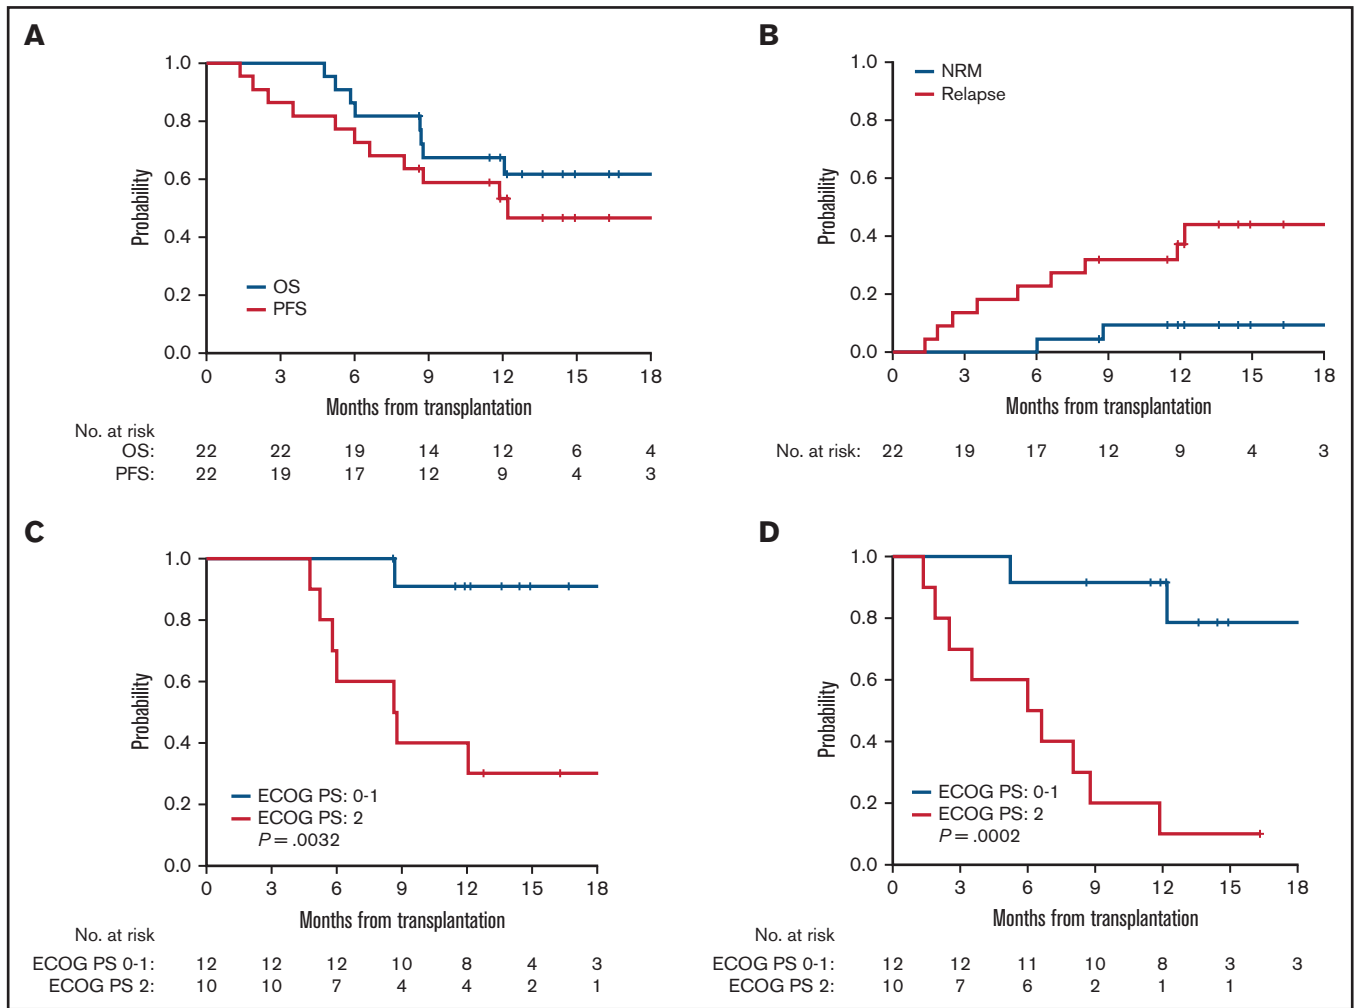 A
1.0
0.8
0.6
0.4
0.2
0.0
Probability
OS
PFS
0 3 6 9 12 15 18
Months from transplantation
No. at risk
OS: 22 22 19 14 12 6 4
PFS: 22 19 17 12 9 4 3
B
1.0
0.8
0.6
0.4
0.2
0.0
Probability
NRM
Relapse
0 3 6 9 12 15 18
Months from transplantation
No. at risk: 22 19 17 12 9 4 3
C
1.0
0.8
0.6
0.4
0.2
0.0
Probability
ECOG PS: 0-1
ECOG PS: 2
P = .0032
0 3 6 9 12 15 18
Months from transplantation
No. at risk
ECOG PS 0-1: 12 12 12 10 8 4 3
ECOG PS 2: 10 10 7 4 4 2 1
D
1.0
0.8
0.6
0.4
0.2
0.0
Probability
ECOG PS: 0-1
ECOG PS: 2
P = .0002
0 3 6 9 12 15 18
Months from transplantation
No. at risk
ECOG PS 0-1: 12 12 11 10 8 3 3
ECOG PS 2: 10 7 6 2 1 1